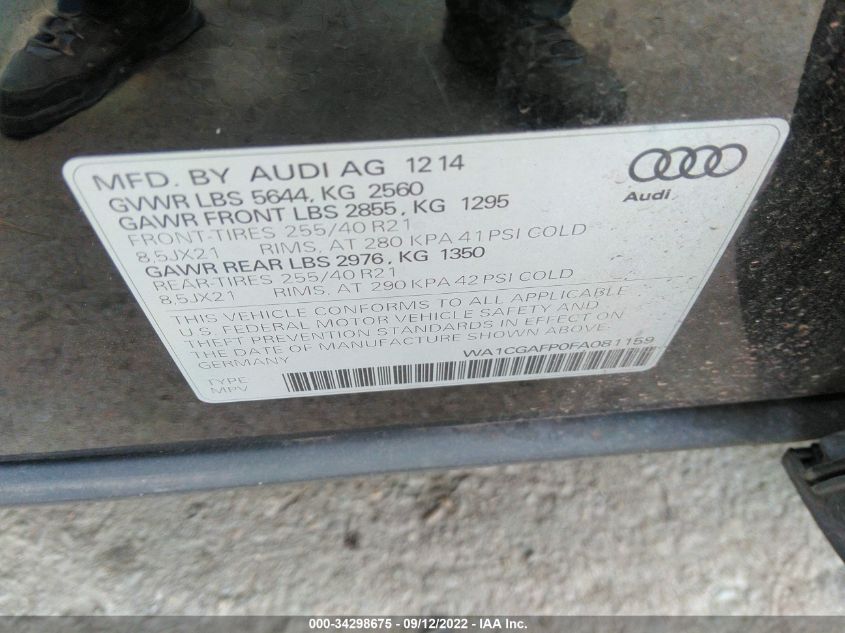 MFD. BY AUDI AG 12 14
Audi
GVWR LBS 5644, KG 2560
GAWR FRONT LBS 2855, KG 1295
FRONT-TIRES 255/40 R21
8,5JX21 RIMS, AT 280 KPA 41 PSI COLD
GAWR REAR LBS 2976, KG 1350
REAR-TIRES 255/40 R21
8,5JX21 RIMS, AT 290 KPA 42 PSI COLD
THIS VEHICLE CONFORMS TO ALL APPLICABLE
U.S. FEDERAL MOTOR VEHICLE SAFETY AND
THEFT PREVENTION STANDARDS IN EFFECT ON
THE DATE OF MANUFACTURE SHOWN ABOVE.
GERMANY
WA1CGAFP0FA081159
TYPE
MPV
000-34298675 - 09/12/2022 - WA - IAA Inc.